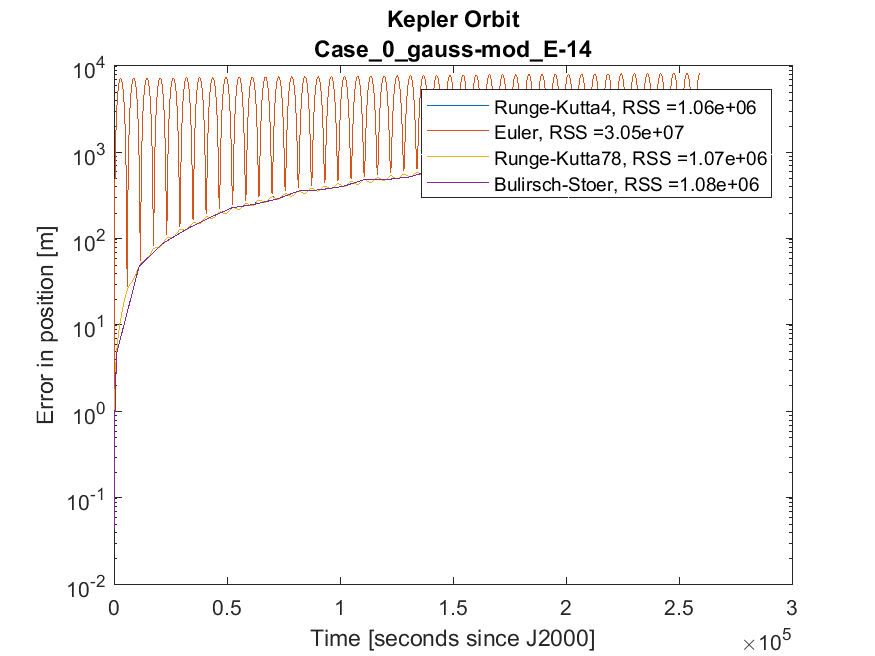 Kepler Orbit
Case_0_gauss-mod_E-14
10^4
10^3
10^2
10^1
10^0
10^-1
10^-2
Error in position [m]
Runge-Kutta4, RSS =1.06e+06
Euler, RSS =3.05e+07
Runge-Kutta78, RSS =1.07e+06
Bulirsch-Stoer, RSS =1.08e+06
0 0.5 1 1.5 2 2.5 3
Time [seconds since J2000]
×10^5